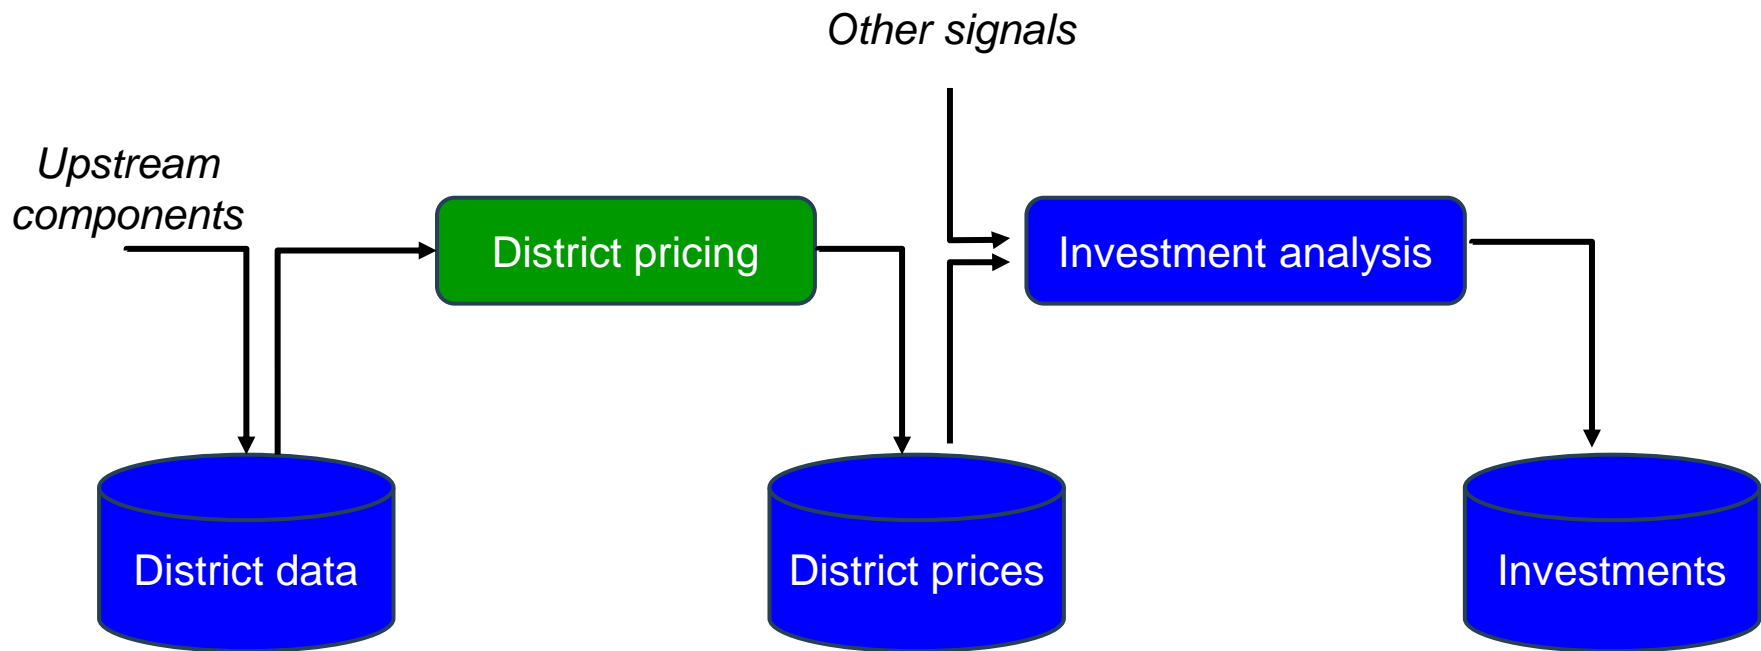 Other signals
Upstream
components
District pricing
Investment analysis
District data
District prices
Investments